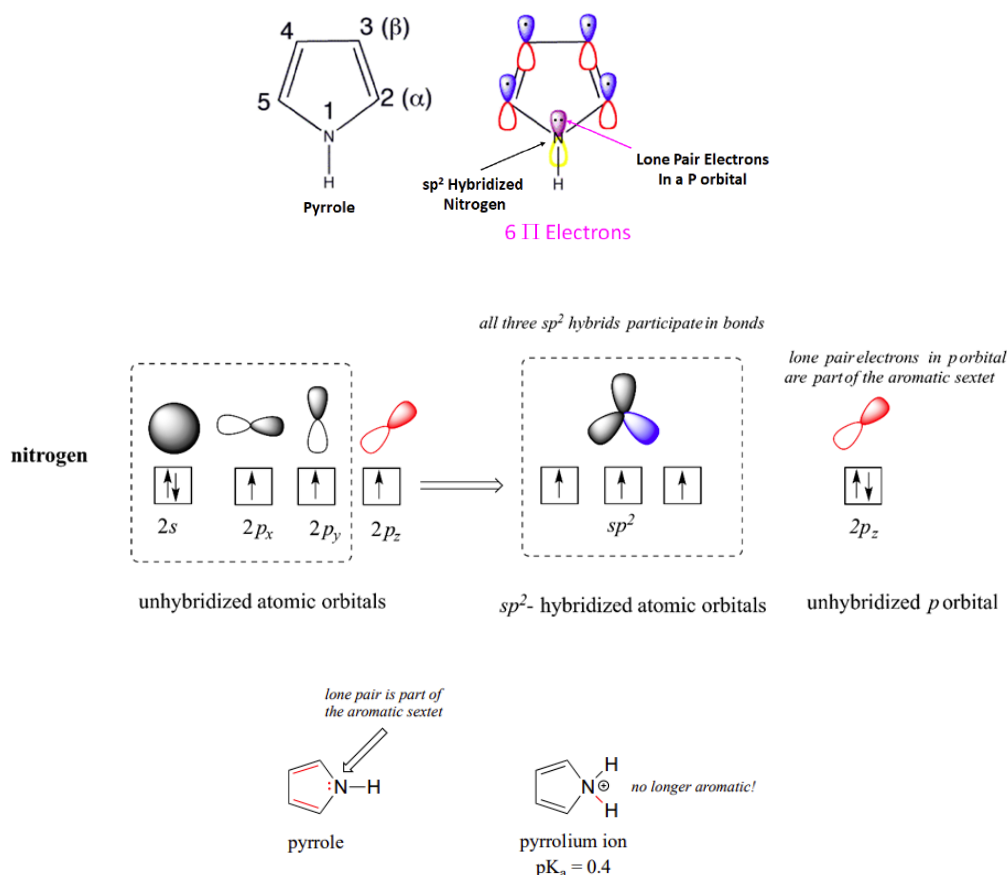 4
3 (β)
5
1
2 (α)
N
H
Pyrrole
N
H
sp² Hybridized
Nitrogen
Lone Pair Electrons
In a P orbital
6 Π Electrons
all three sp² hybrids participate in bonds
lone pair electrons in p orbital
are part of the aromatic sextet
nitrogen
2s
2pₓ
2p_y
2p_z
sp²
2p_z
unhybridized atomic orbitals
sp²- hybridized atomic orbitals
unhybridized p orbital
lone pair is part of
the aromatic sextet
:N–H
H
N⊕
H
no longer aromatic!
pyrrole
pyrrolium ion
pKₐ = 0.4